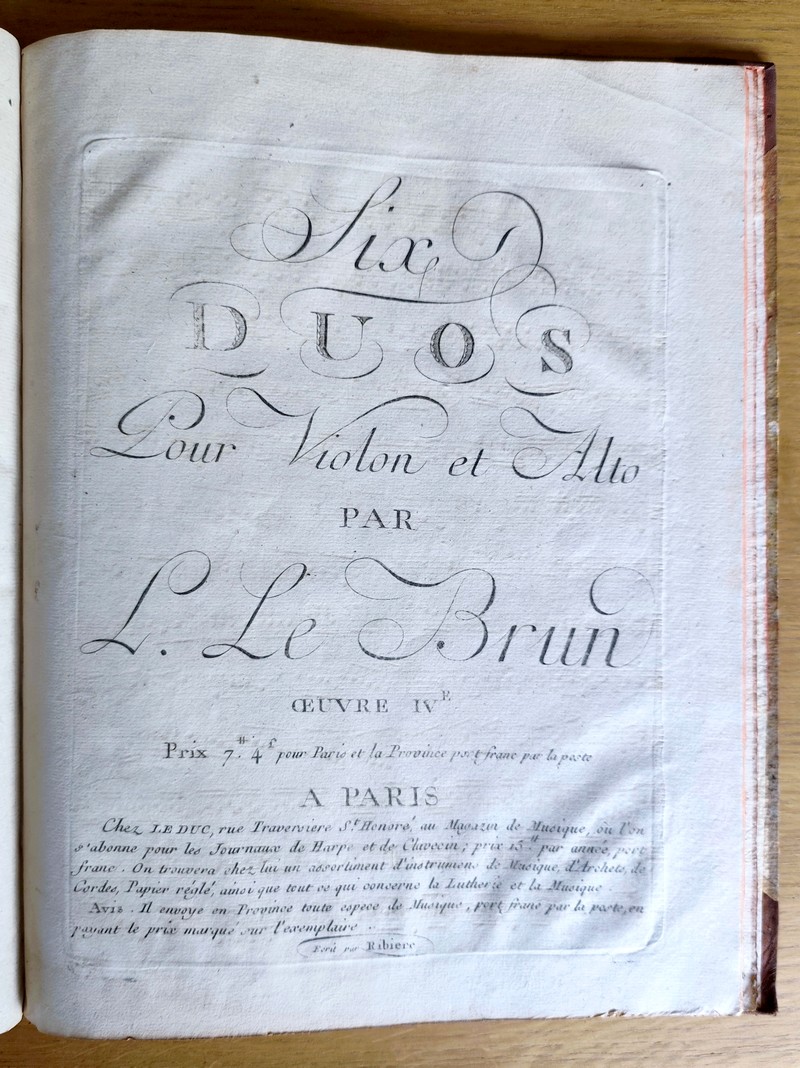 Six
DUOS
Pour Violon et Alto
PAR
L. Le Brun
ŒUVRE IV^E
Prix 7.^tt 4^s pour Paris et la Province port franc par la poste
A PARIS
Chez LE DUC, rue Traversiere S^t. Honoré, au Magazin de Musique, où l'on
s'abonne pour les Journaux de Harpe et de Clavecin; prix 15^tt par année, port
franc. On trouvera chez lui un assortiment d'instrumens de Musique, d'Archets, de
Cordes, Papier réglé, ainsi que tout ce qui concerne la Lutherie et la Musique.
Avis. Il envoye en Province toute espece de Musique, port franc par la poste, en
payant le prix marqué sur l'exemplaire.
Ecrit par Ribiere